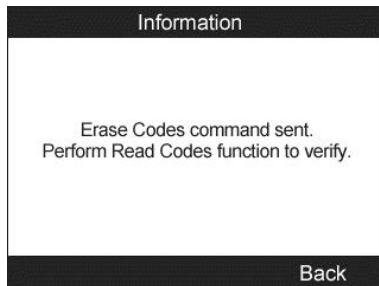 Information
Erase Codes command sent.
Perform Read Codes function to verify.
Back